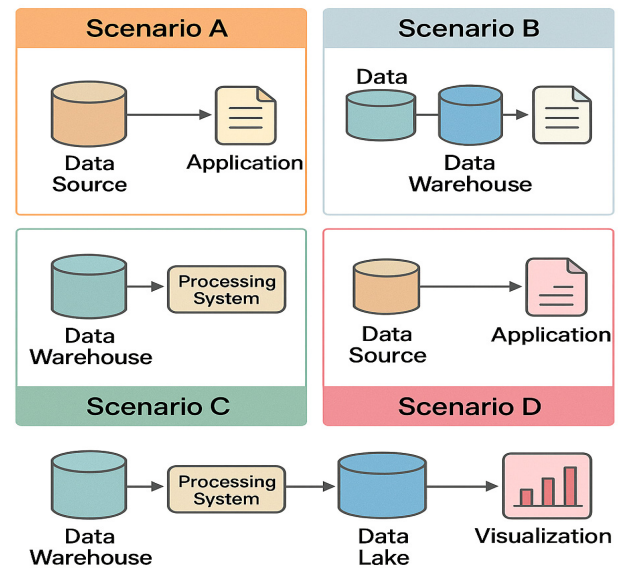 Scenario A
Data
Source
Application
Scenario B
Data
Data
Warehouse
Data
Warehouse
Processing
System
Scenario C
Data
Source
Application
Scenario D
Data
Warehouse
Processing
System
Data
Lake
Visualization